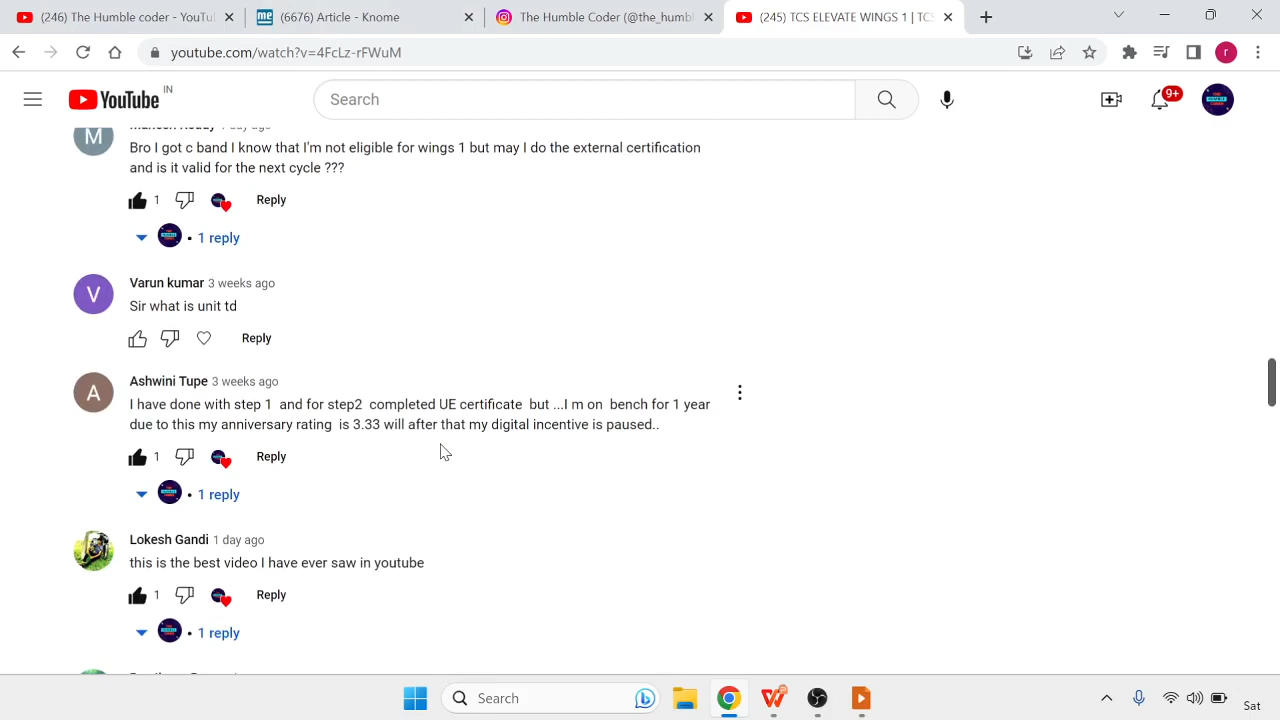 The Humble coder - YouTu
(6676) Article - Knome
The Humble Coder (@the_humbl
(245) TCS ELEVATE WINGS 1 | TCS
youtube.com/watch?v=4FcLz-rFWuM
YouTube IN
Search
9+
Bro I got c band I know that I'm not eligible for wings 1 but may I do the external certification
and is it valid for the next cycle ???
1 Reply
1 reply
Varun kumar 3 weeks ago
Sir what is unit td
Reply
Ashwini Tupe 3 weeks ago
I have done with step 1 and for step2 completed UE certificate but ...I m on bench for 1 year
due to this my anniversary rating is 3.33 will after that my digital incentive is paused..
1 Reply
1 reply
Lokesh Gandi 1 day ago
this is the best video I have ever saw in youtube
1 Reply
1 reply
Search
Sat